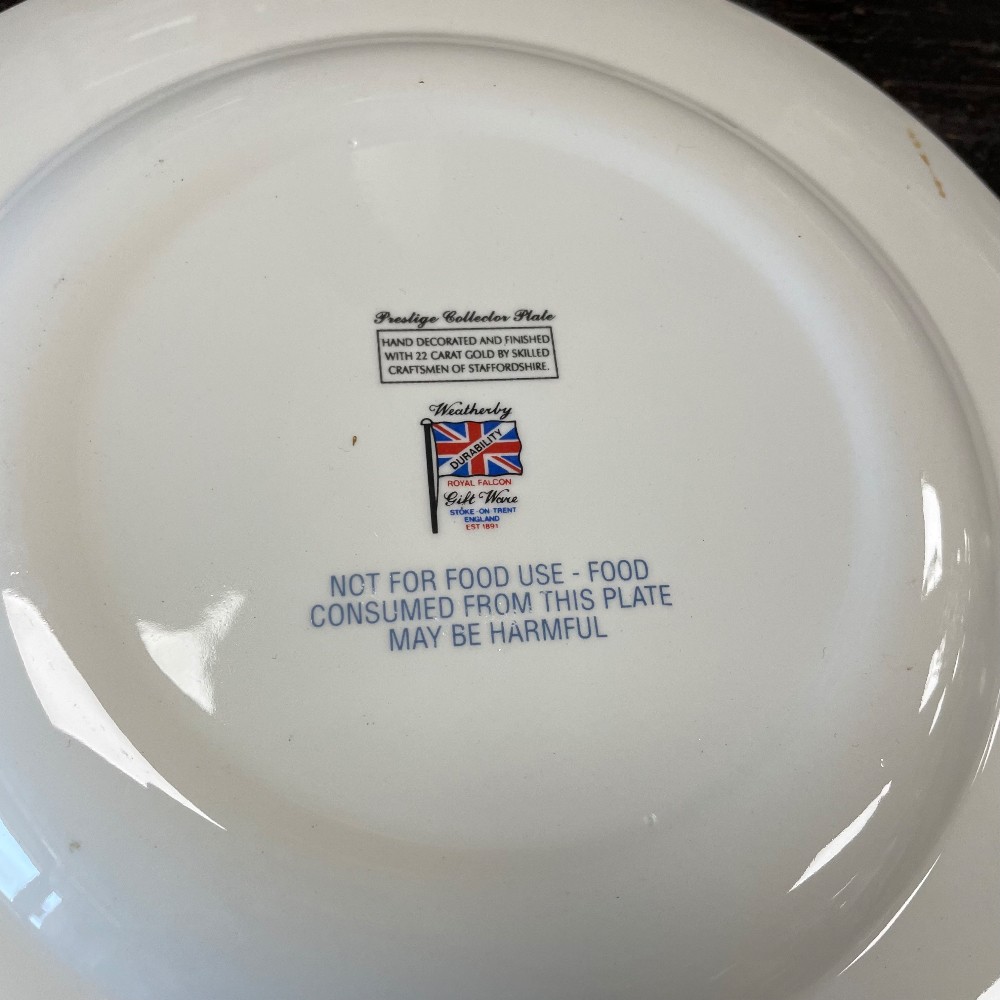 Prestige Collector Plate
HAND DECORATED AND FINISHED
WITH 22 CARAT GOLD BY SKILLED
CRAFTSMEN OF STAFFORDSHIRE.
Weatherby
DURABILITY
ROYAL FALCON
Gift Ware
STOKE-ON TRENT
ENGLAND
EST 1891
NOT FOR FOOD USE - FOOD
CONSUMED FROM THIS PLATE
MAY BE HARMFUL